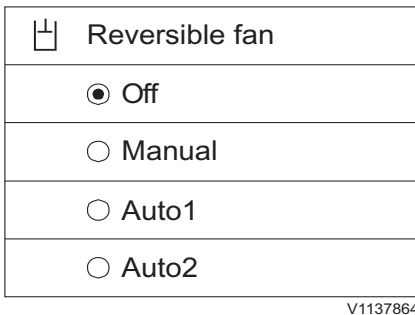 Reversible fan
Off
Manual
Auto1
Auto2
V1137864